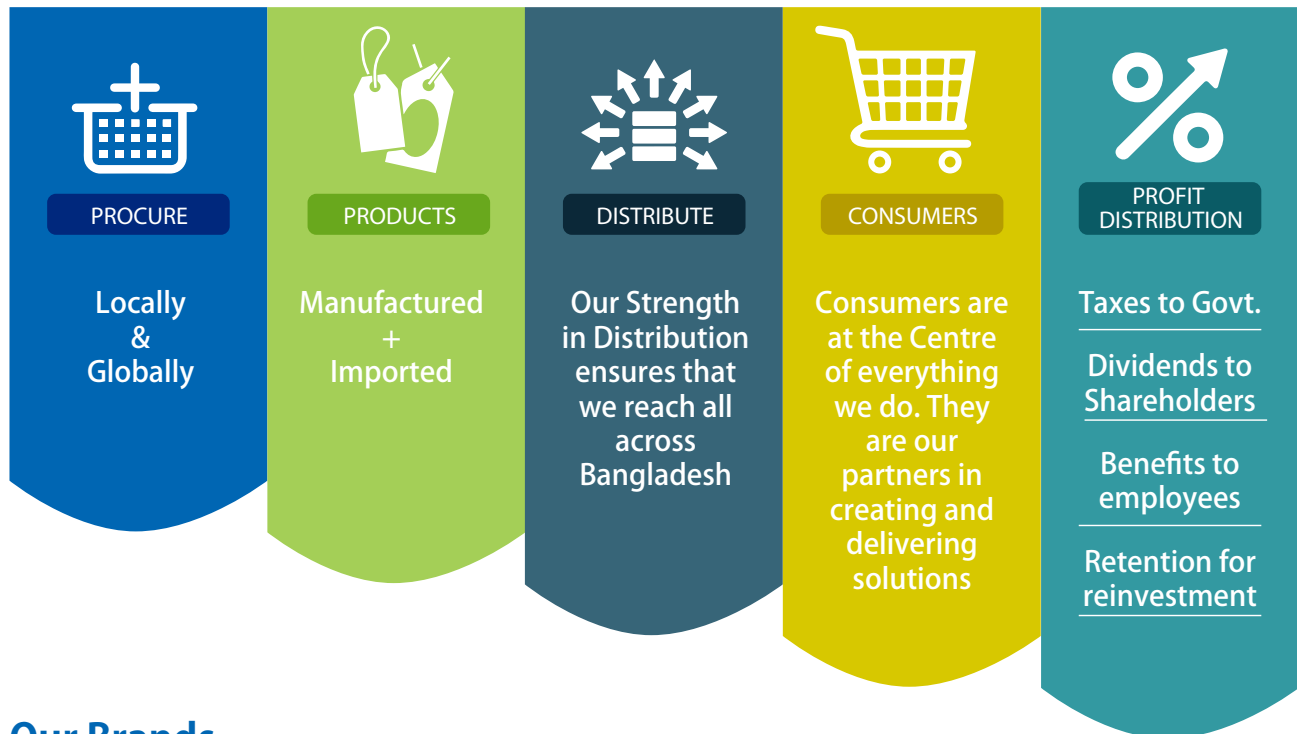 PROCURE
Locally
&
Globally
PRODUCTS
Manufactured
+
Imported
DISTRIBUTE
Our Strength
in Distribution
ensures that
we reach all
across
Bangladesh
CONSUMERS
Consumers are
at the Centre
of everything
we do. They
are our
partners in
creating and
delivering
solutions
PROFIT
DISTRIBUTION
Taxes to Govt.
Dividends to
Shareholders
Benefits to
employees
Retention for
reinvestment
Our Brands